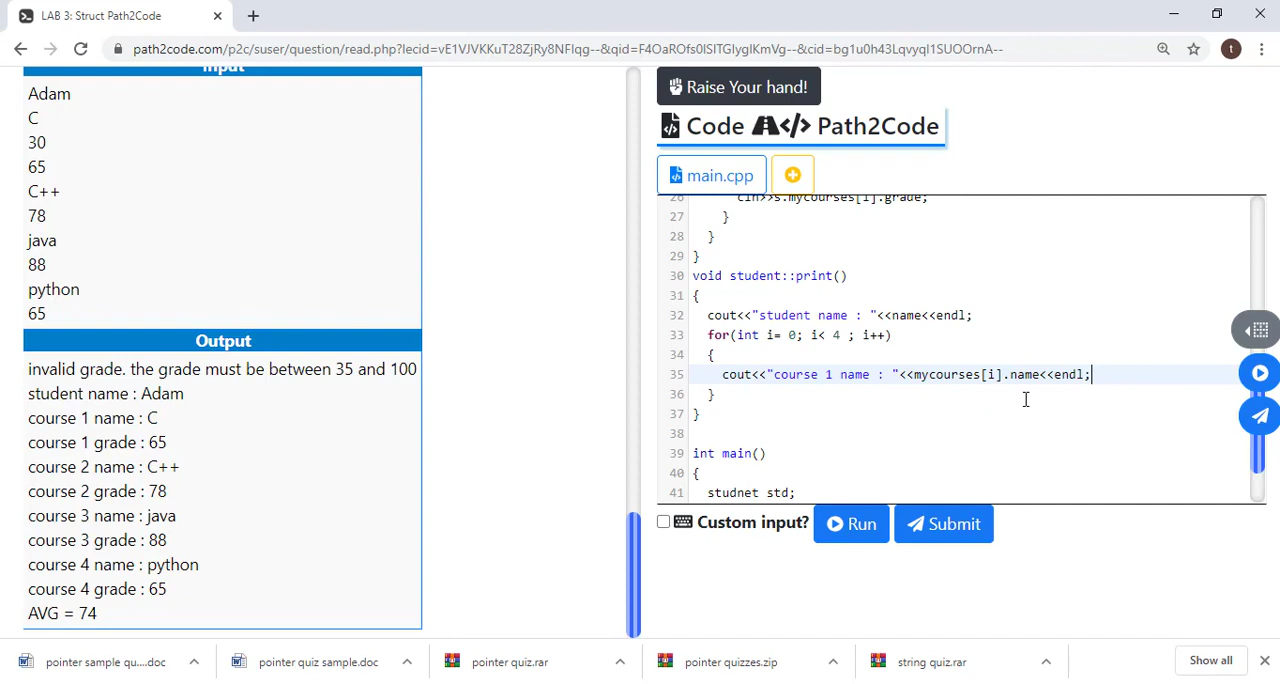 LAB 3: Struct Path2Code
path2code.com/p2c/suser/question/read.php?lecid=vE1VJVKKuT28ZjRy8NFIqg--&qid=F4OaROfs0lSlTGIyglKmVg--&cid=bg1u0h43Lqvyql1SUOOrnA--
t
Input
Adam
C
30
65
C++
78
java
88
python
65
Output
invalid grade. the grade must be between 35 and 100
student name : Adam
course 1 name : C
course 1 grade : 65
course 2 name : C++
course 2 grade : 78
course 3 name : java
course 3 grade : 88
course 4 name : python
course 4 grade : 65
AVG = 74
Raise Your hand!
Code Path2Code
main.cpp
26 cin>>s.mycourses[i].grade;
27 }
28 }
29 }
30 void student::print()
31 {
32 cout<<"student name : "<<name<<endl;
33 for(int i= 0; i< 4 ; i++)
34 {
35 cout<<"course 1 name : "<<mycourses[i].name<<endl;
36 }
37 }
38
39 int main()
40 {
41 studnet std;
Custom input? Run Submit
pointer sample qu....doc
pointer quiz sample.doc
pointer quiz.rar
pointer quizzes.zip
string quiz.rar
Show all